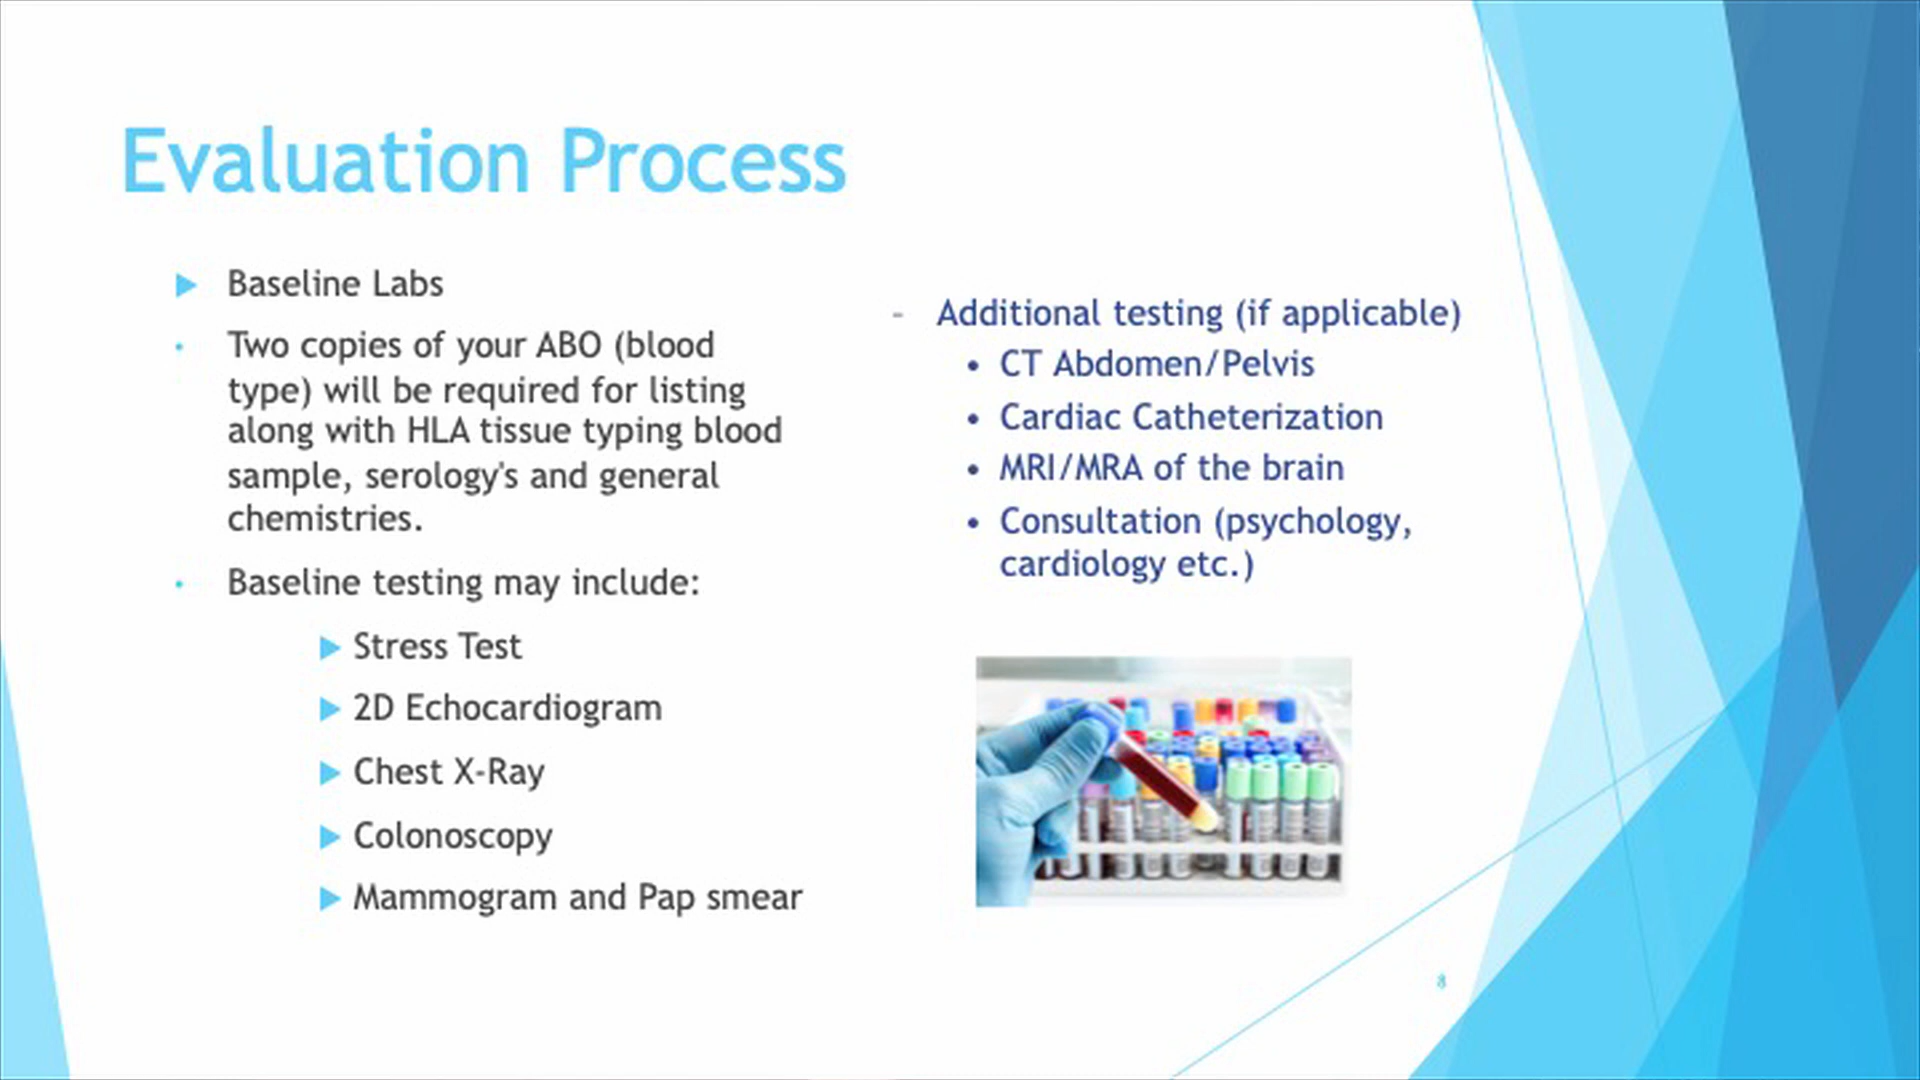 Evaluation Process
Baseline Labs
Two copies of your ABO (blood
type) will be required for listing
along with HLA tissue typing blood
sample, serology's and general
chemistries.
Baseline testing may include:
Stress Test
2D Echocardiogram
Chest X-Ray
Colonoscopy
Mammogram and Pap smear
- Additional testing (if applicable)
• CT Abdomen/Pelvis
• Cardiac Catheterization
• MRI/MRA of the brain
• Consultation (psychology,
cardiology etc.)
8